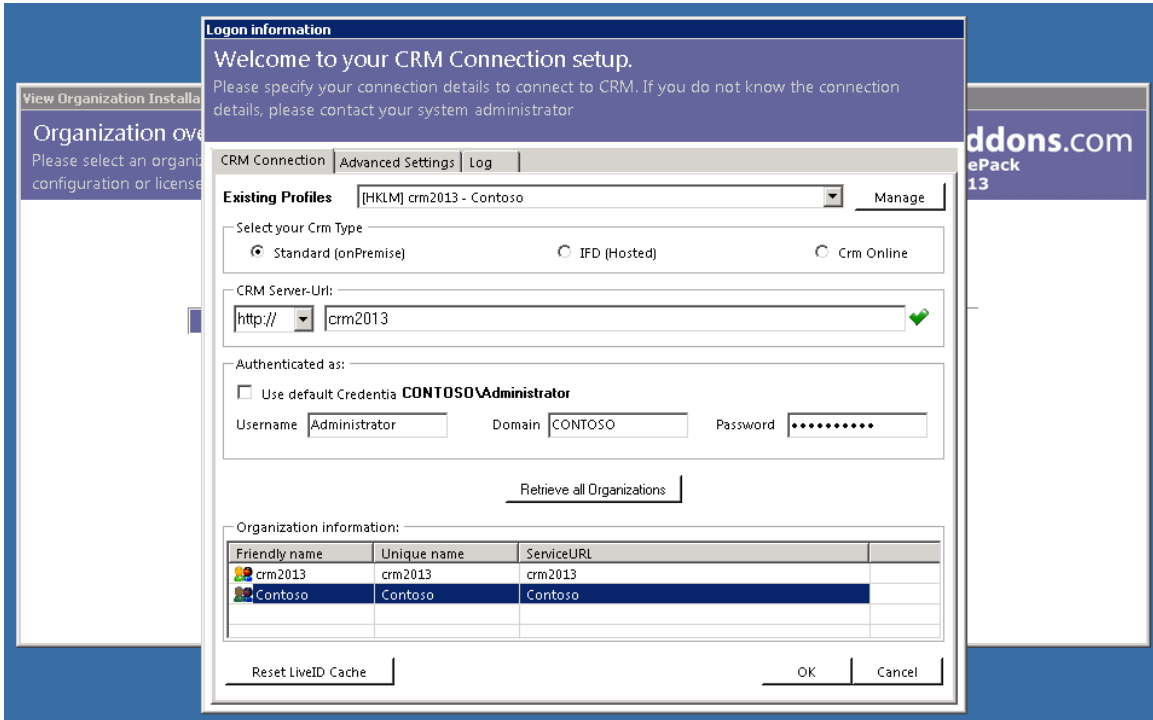 Logon information
Welcome to your CRM Connection setup.
Please specify your connection details to connect to CRM. If you do not know the connection
details, please contact your system administrator
View Organization Installa
Organization ove
Please select an organiz
configuration or license
ddons.com
ePack
13
CRM Connection Advanced Settings Log
Existing Profiles [HKLM] crm2013 - Contoso Manage
Select your Crm Type
Standard (onPremise) IFD (Hosted) Crm Online
CRM Server-Url:
http:// crm2013
Authenticated as:
Use default Credentia CONTOSO\Administrator
Username Administrator Domain CONTOSO Password ••••••••••
Retrieve all Organizations
Organization information:
Friendly name Unique name ServiceURL
crm2013 crm2013 crm2013
Contoso Contoso Contoso
Reset LiveID Cache OK Cancel